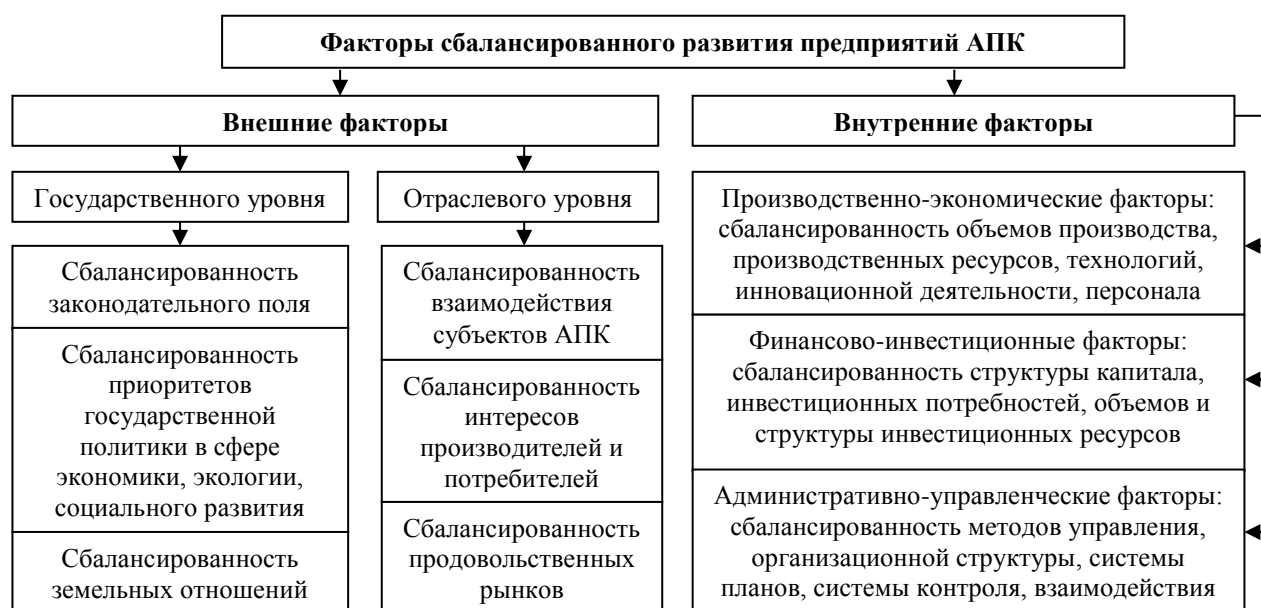 Факторы сбалансированного развития предприятий АПК
Внешние факторы
Внутренние факторы
Государственного уровня
Отраслевого уровня
Сбалансированность
законодательного поля
Сбалансированность
приоритетов
государственной
политики в сфере
экономики, экологии,
социального развития
Сбалансированность
земельных отношений
Сбалансированность
взаимодействия
субъектов АПК
Сбалансированность
интересов
производителей и
потребителей
Сбалансированность
продовольственных
рынков
Производственно-экономические факторы:
сбалансированность объемов производства,
производственных ресурсов, технологий,
инновационной деятельности, персонала
Финансово-инвестиционные факторы:
сбалансированность структуры капитала,
инвестиционных потребностей, объемов и
структуры инвестиционных ресурсов
Административно-управленческие факторы:
сбалансированность методов управления,
организационной структуры, системы
планов, системы контроля, взаимодействия